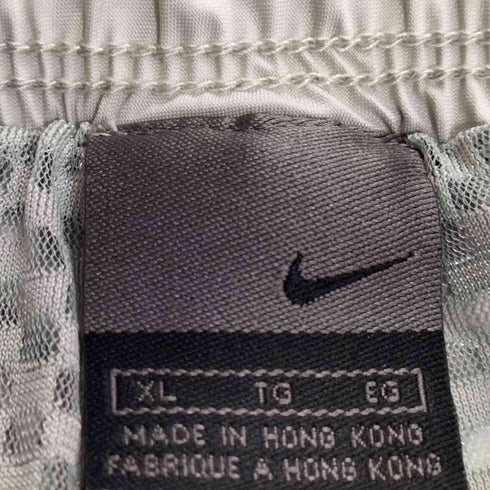 XL TG EG
MADE IN HONG KONG
FABRIQUE A HONG KONG